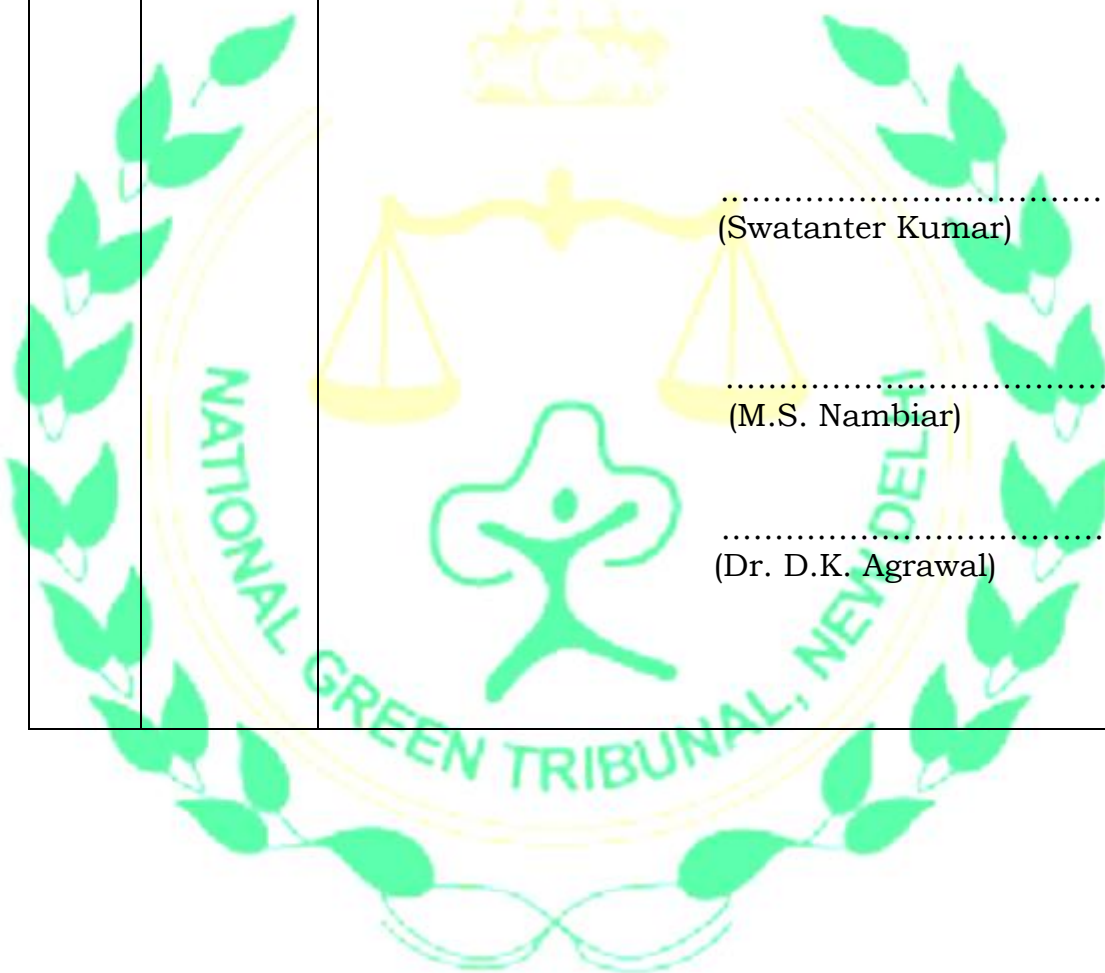 ....................................
(Swatanter Kumar)
....................................
(M.S. Nambiar)
....................................
(Dr. D.K. Agrawal)
NATIONAL GREEN TRIBUNAL, NEW DELHI